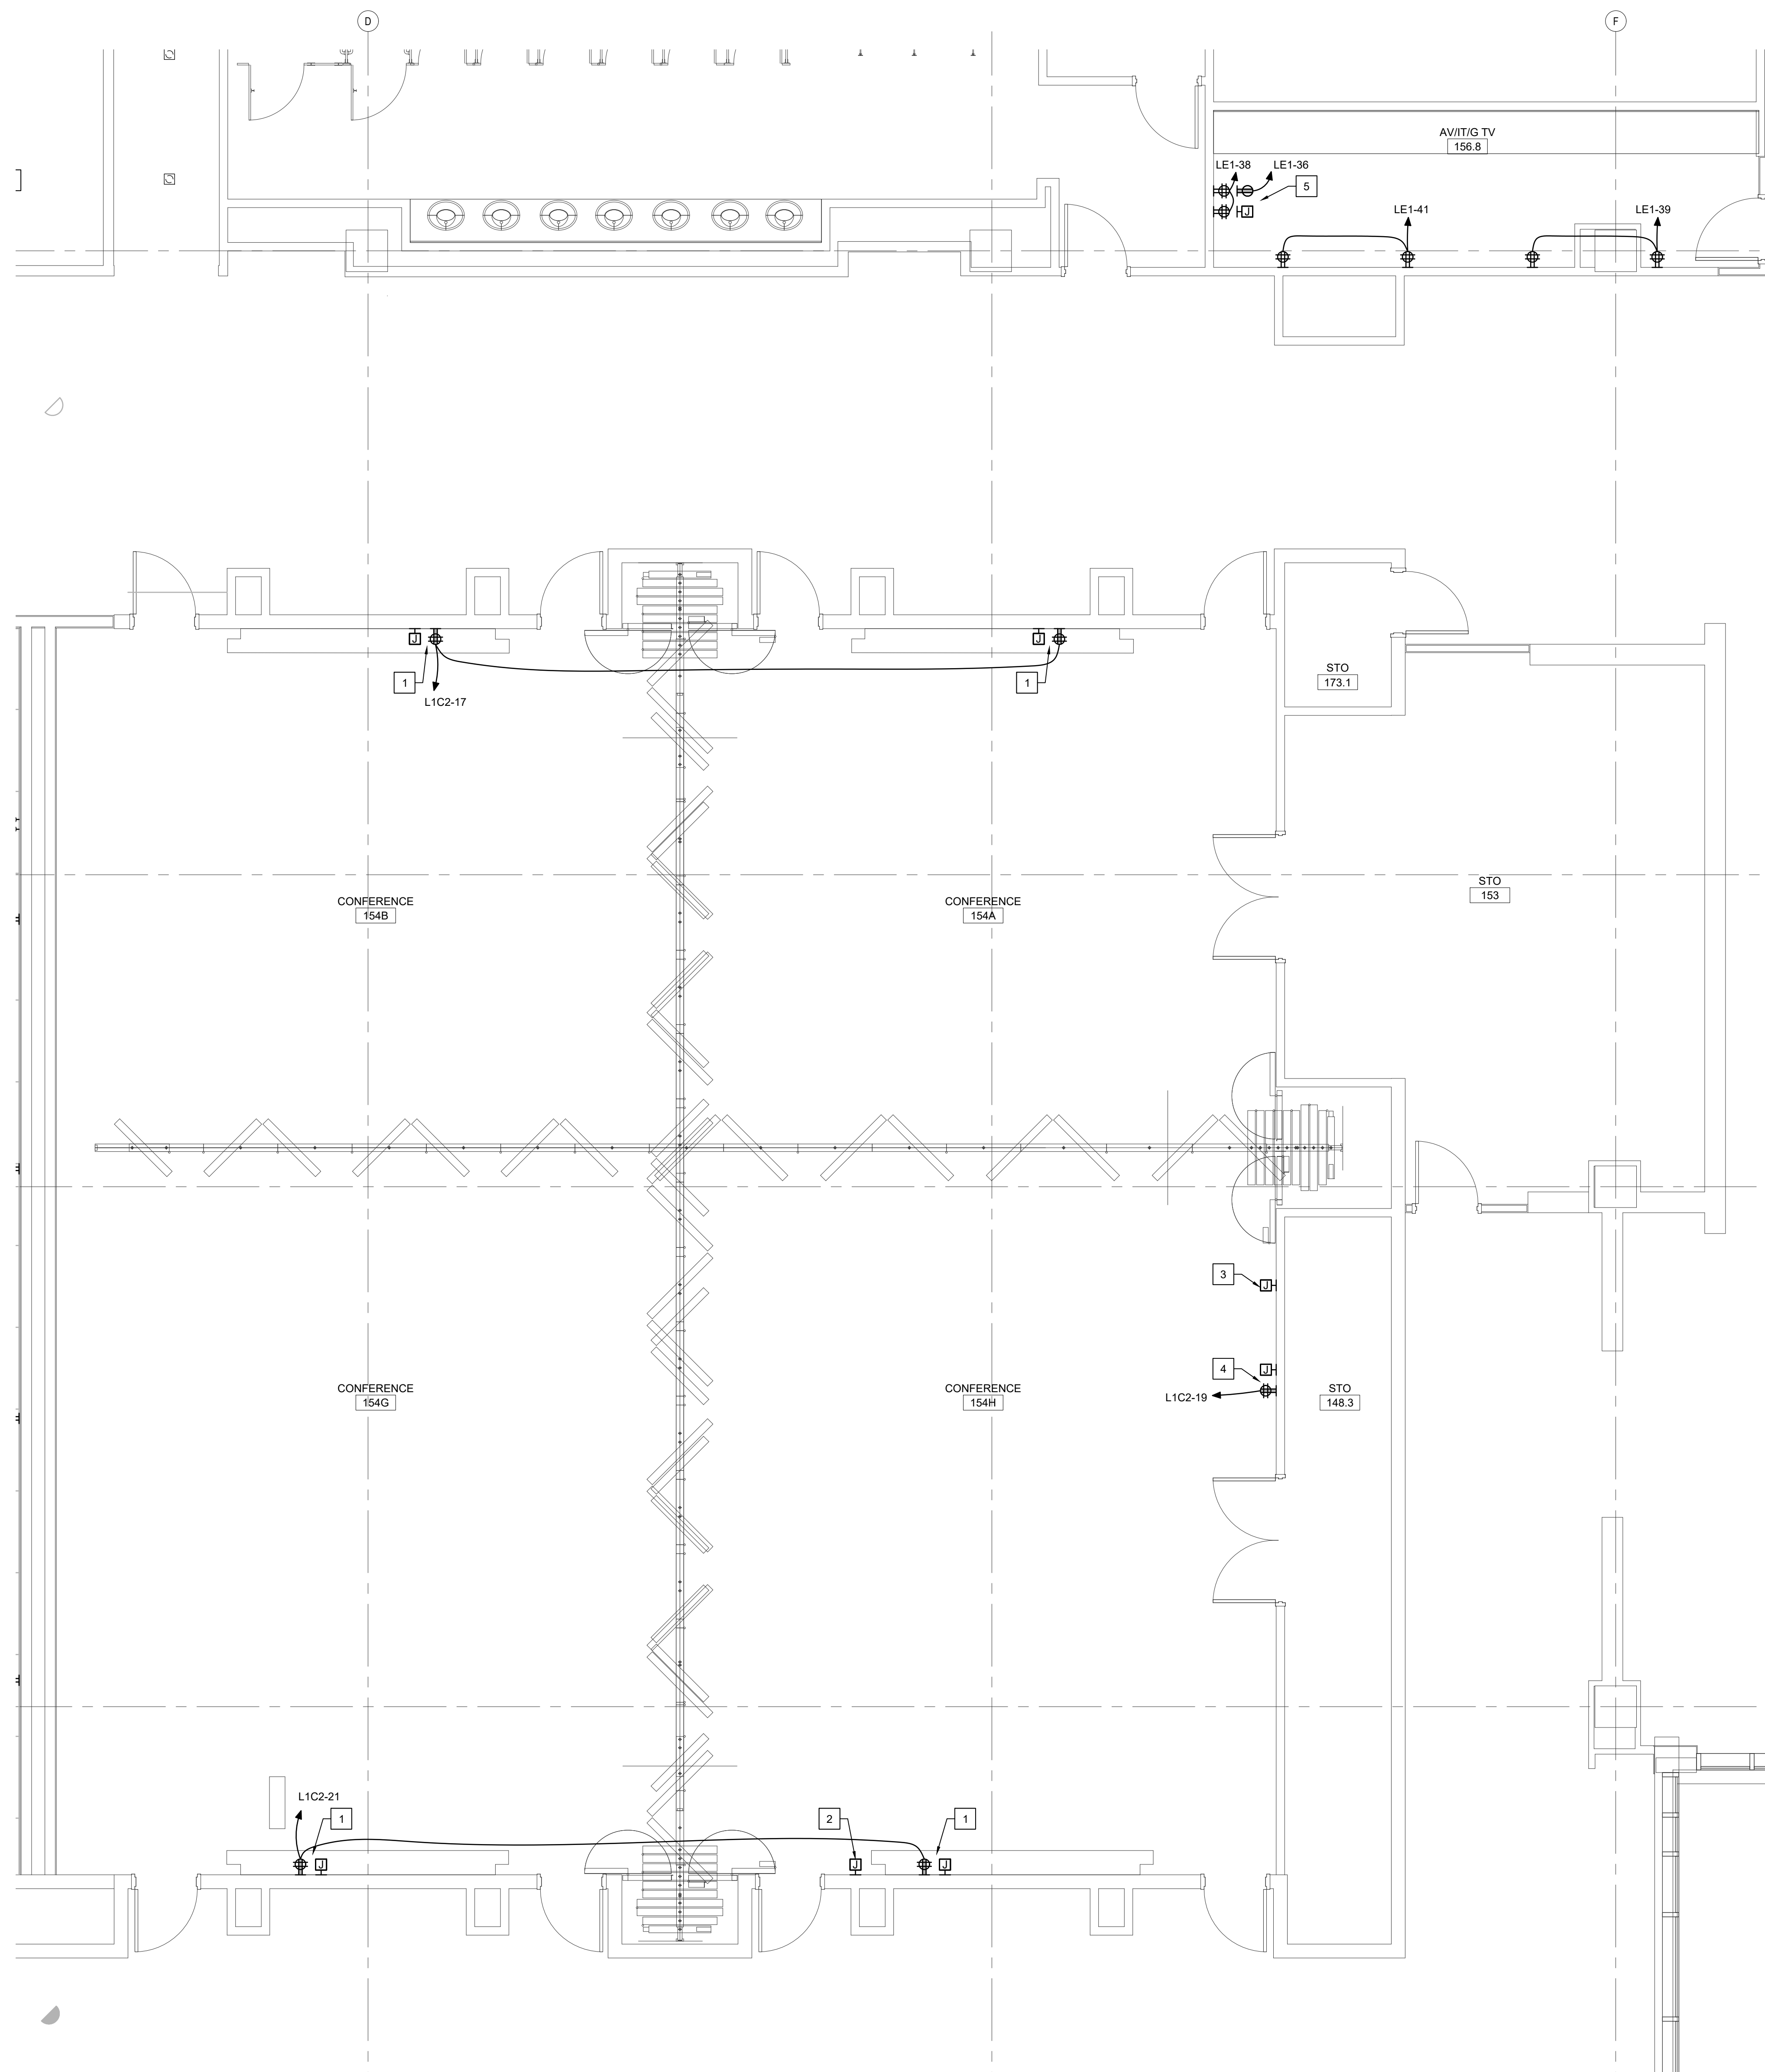 D
F
AV/IT/G TV
156.8
LE1-38
LE1-36
5
J
LE1-41
LE1-39
J
J
1
1
L1C2-17
STO
173.1
STO
153
CONFERENCE
154B
CONFERENCE
154A
3
J
4
J
L1C2-19
CONFERENCE
154G
CONFERENCE
154H
STO
148.3
L1C2-21
1
2
1
J
J
J